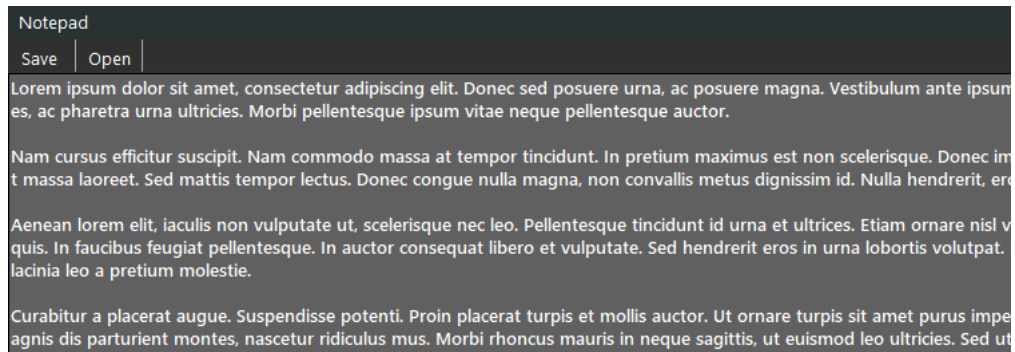 Notepad
Save Open
Lorem ipsum dolor sit amet, consectetur adipiscing elit. Donec sed posuere urna, ac posuere magna. Vestibulum ante ipsum
es, ac pharetra urna ultricies. Morbi pellentesque ipsum vitae neque pellentesque auctor.
Nam cursus efficitur suscipit. Nam commodo massa at tempor tincidunt. In pretium maximus est non scelerisque. Donec im
t massa laoreet. Sed mattis tempor lectus. Donec congue nulla magna, non convallis metus dignissim id. Nulla hendrerit, ero
Aenean lorem elit, iaculis non vulputate ut, scelerisque nec leo. Pellentesque tincidunt id urna et ultrices. Etiam ornare nisl v
quis. In faucibus feugiat pellentesque. In auctor consequat libero et vulputate. Sed hendrerit eros in urna lobortis volutpat.
lacinia leo a pretium molestie.
Curabitur a placerat augue. Suspendisse potenti. Proin placerat turpis et mollis auctor. Ut ornare turpis sit amet purus impe
agnis dis parturient montes, nascetur ridiculus mus. Morbi rhoncus mauris in neque sagittis, ut euismod leo ultricies. Sed ut